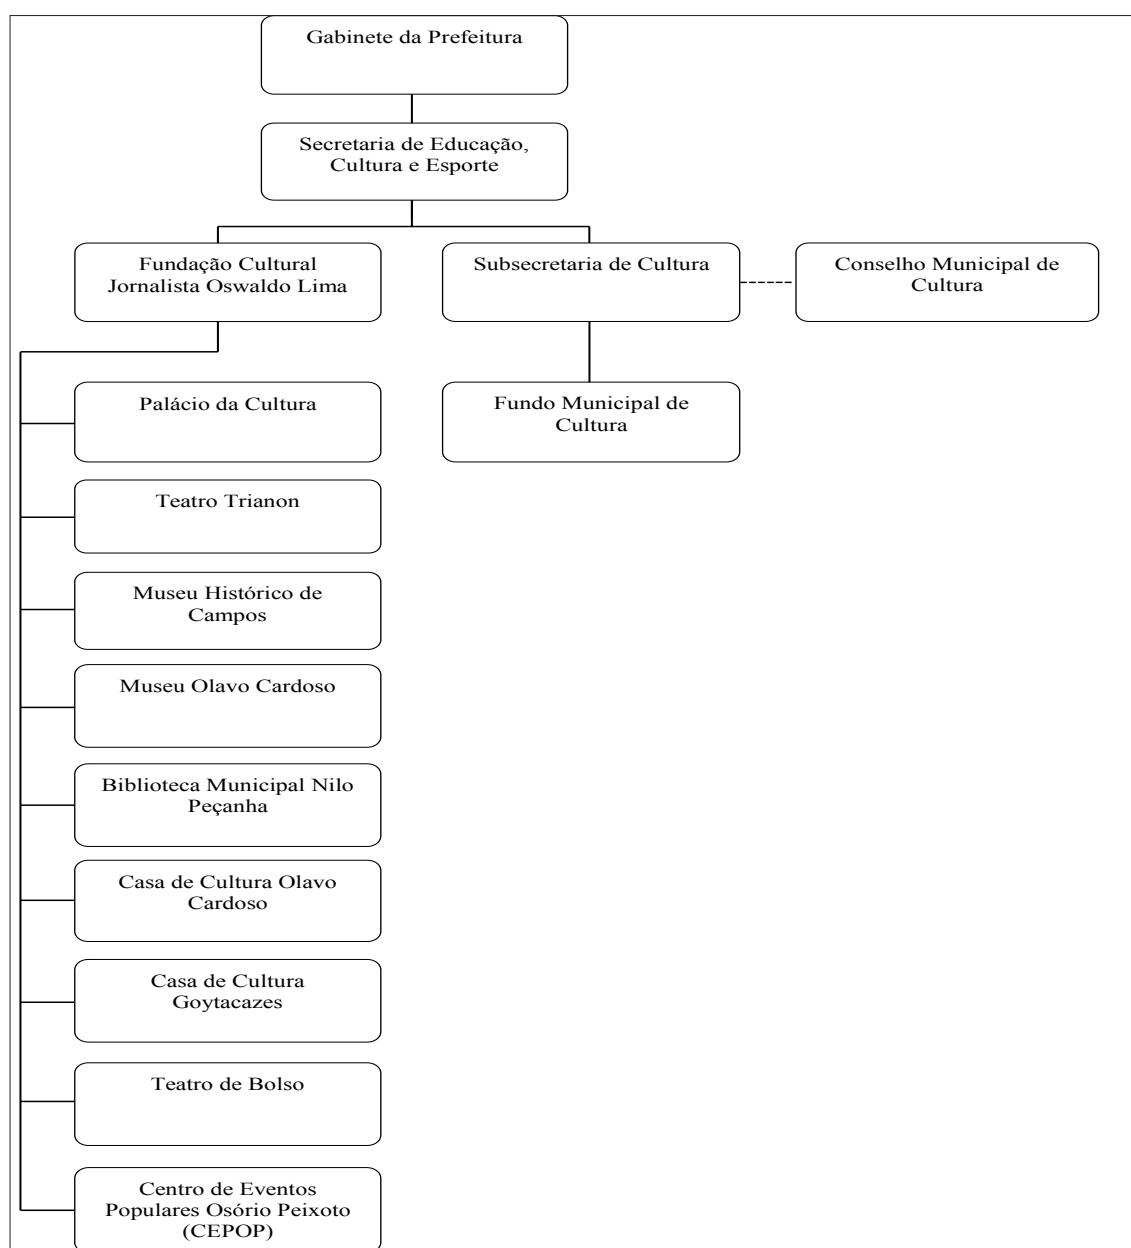 Gabinete da Prefeitura
Secretaria de Educação,
Cultura e Esporte
Fundação Cultural
Jornalista Oswaldo Lima
Subsecretaria de Cultura
Conselho Municipal de
Cultura
Palácio da Cultura
Fundo Municipal de
Cultura
Teatro Trianon
Museu Histórico de
Campos
Museu Olavo Cardoso
Biblioteca Municipal Nilo
Peçanha
Casa de Cultura Olavo
Cardoso
Casa de Cultura
Goytacazes
Teatro de Bolso
Centro de Eventos
Populares Osório Peixoto
(CEPOP)